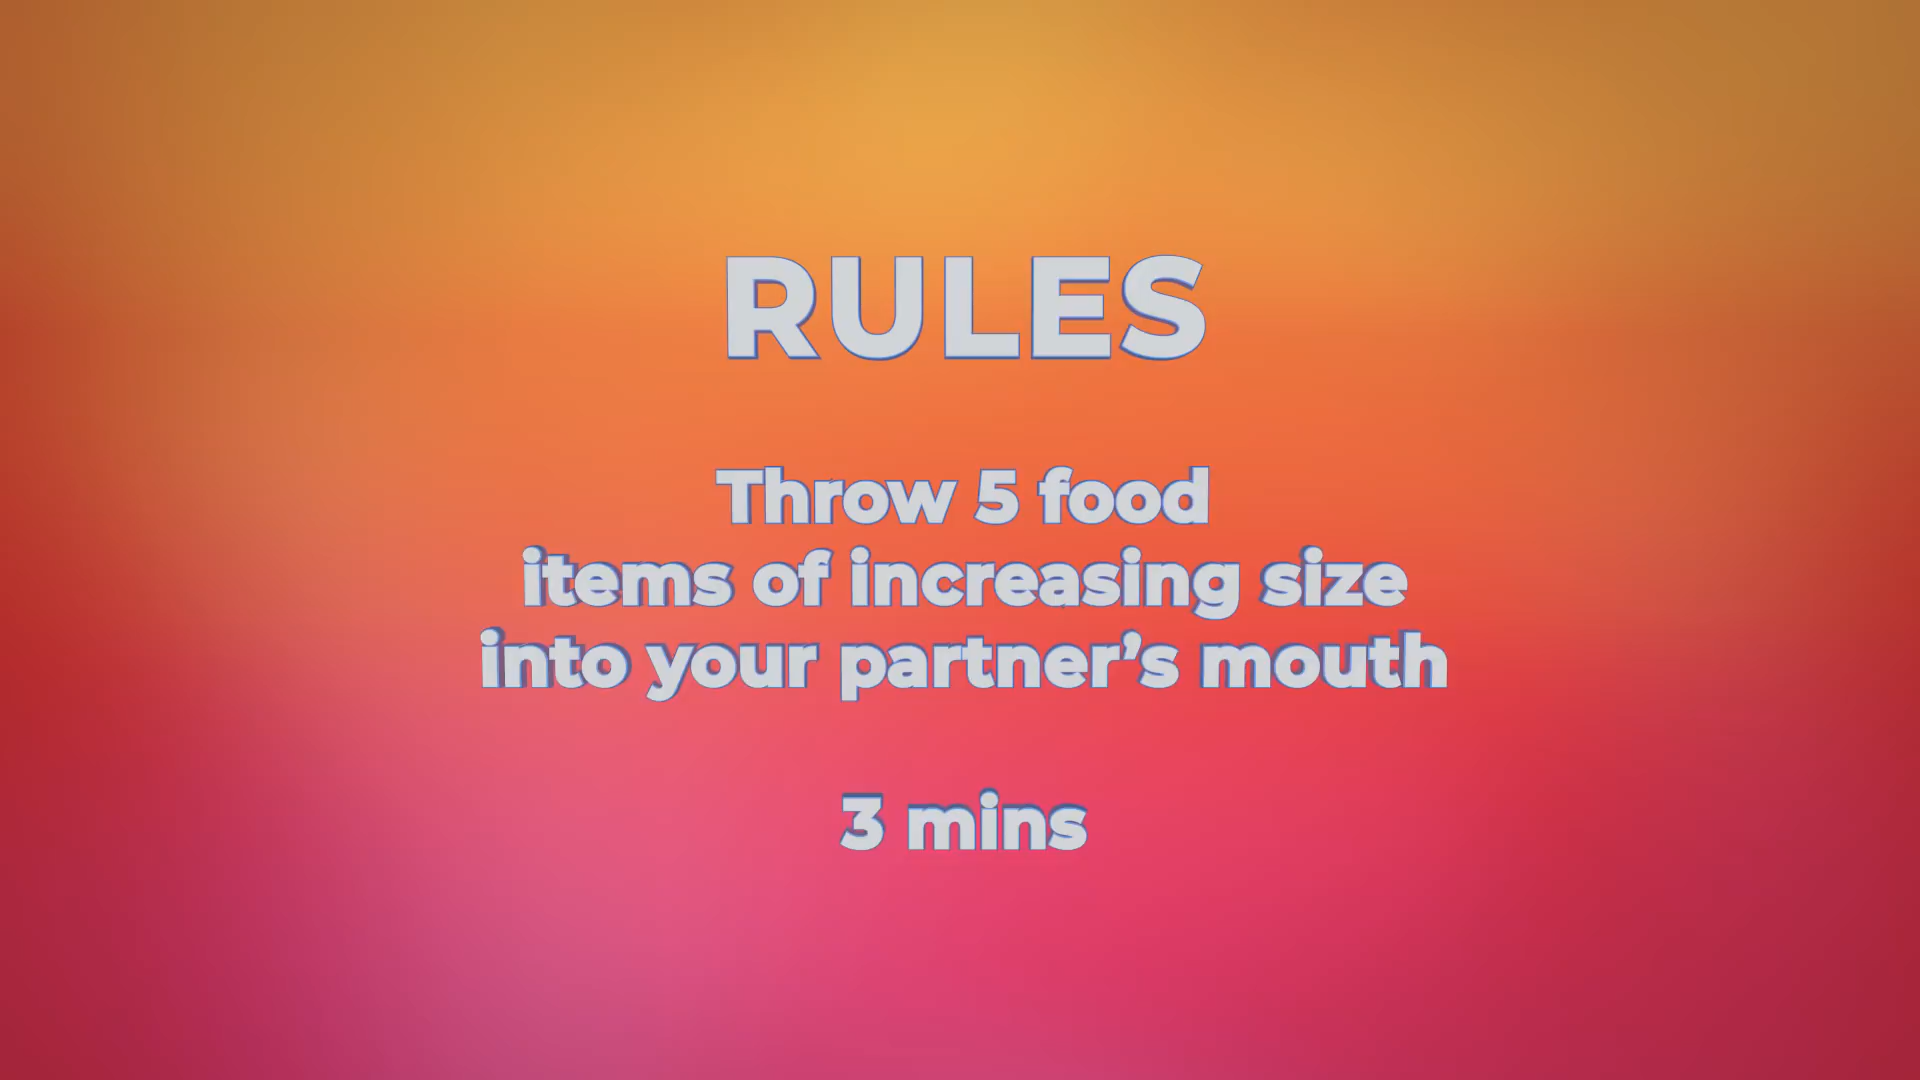 RULES
Throw 5 food
items of increasing size
into your partner’s mouth
3 mins